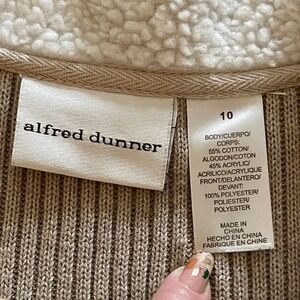 alfred dunner
10
BODY/CUERPO/
CORPS:
55% COTTON/
ALGODON/COTON
45% ACRYLIC/
ACRILICO/ACRYLIQUE
FRONT/DELANTERO/
DEVANT:
100% POLYESTER/
POLIESTER/
POLYESTER
MADE IN
CHINA
HECHO EN CHINA
FABRIQUE EN CHINE